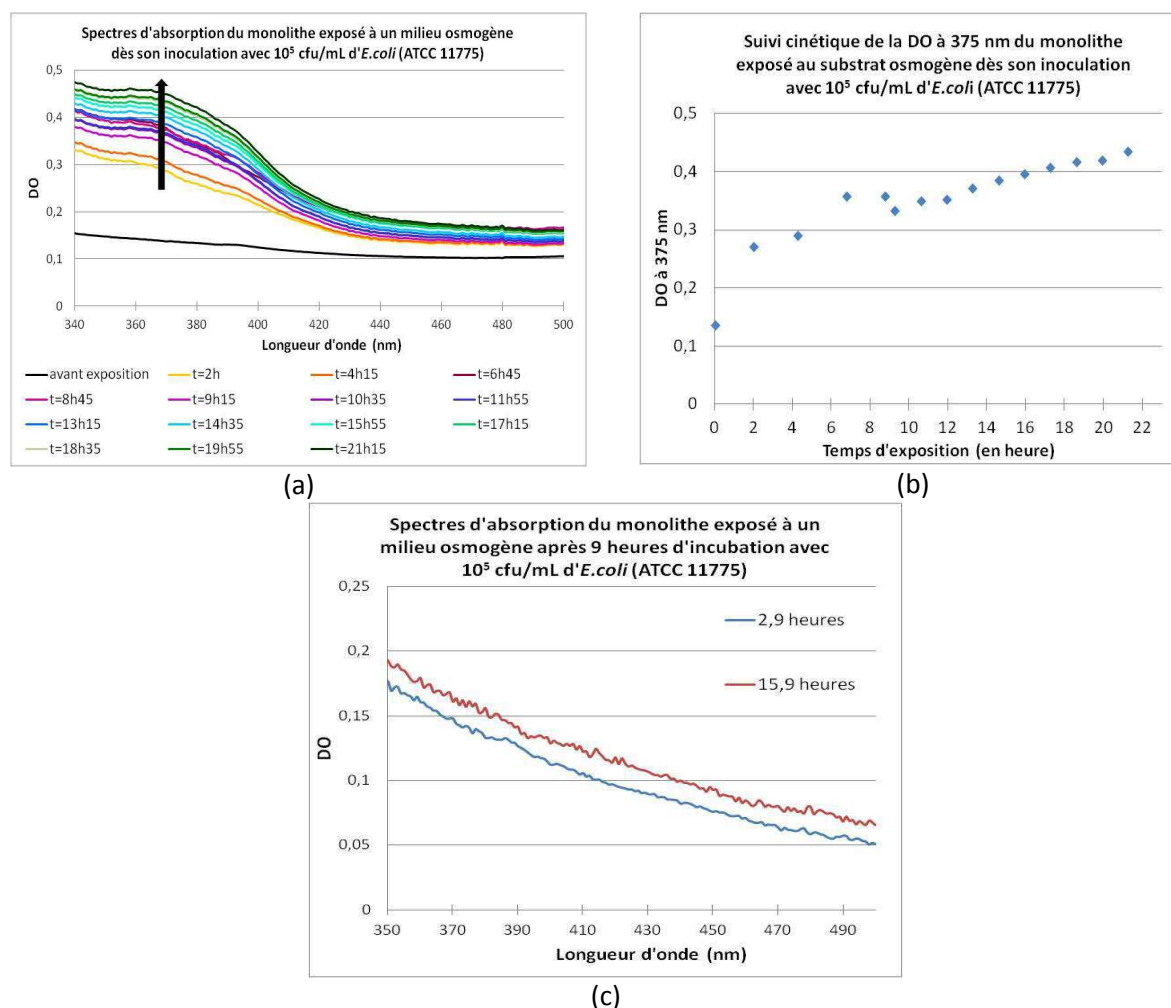 Spectres d'absorption du monolithe exposé à un milieu osmogène
dès son inoculation avec 10⁵ cfu/mL d'E.coli (ATCC 11775)
0,5
0,4
0,3
0,2
0,1
0
DO
340 360 380 400 420 440 460 480 500
Longueur d'onde (nm)
avant exposition t=2h t=4h15 t=6h45
t=8h45 t=9h15 t=10h35 t=11h55
t=13h15 t=14h35 t=15h55 t=17h15
t=18h35 t=19h55 t=21h15
(a)
Suivi cinétique de la DO à 375 nm du monolithe
exposé au substrat osmogène dès son inoculation
avec 10⁵ cfu/mL d'E.coli (ATCC 11775)
0,5
0,4
0,3
0,2
0,1
0
DO à 375 nm
0 2 4 6 8 10 12 14 16 18 20 22
Temps d'exposition (en heure)
(b)
Spectres d'absorption du monolithe exposé à un
milieu osmogène après 9 heures d'incubation avec
10⁵ cfu/mL d'E.coli (ATCC 11775)
0,25
0,2
0,15
0,1
0,05
0
DO
2,9 heures
15,9 heures
350 370 390 410 430 450 470 490
Longueur d'onde (nm)
(c)